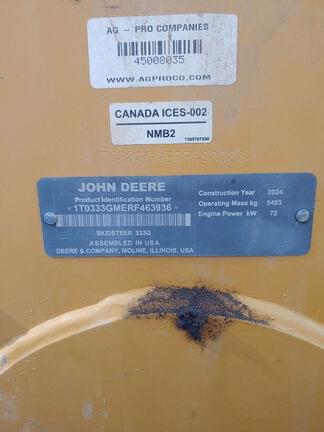 AG - PRO COMPANIES
45008035
WWW.AGPROCO.COM
CANADA ICES-002
NMB2
JOHN DEERE
Product Identification Number
*1T0333GMERF463936*
SKIDSTEER 333G
ASSEMBLED IN USA
DEERE & COMPANY, MOLINE, ILLINOIS, USA
Construction Year 2024
Operating Mass kg 5493
Engine Power kW 72